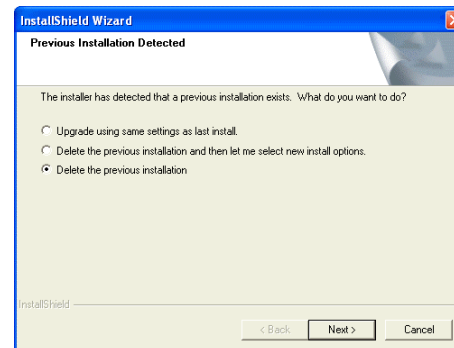 InstallShield Wizard
Previous Installation Detected
The installer has detected that a previous installation exists.  What do you want to do?
Upgrade using same settings as last install.
Delete the previous installation and then let me select new install options.
Delete the previous installation
InstallShield
< Back Next > Cancel